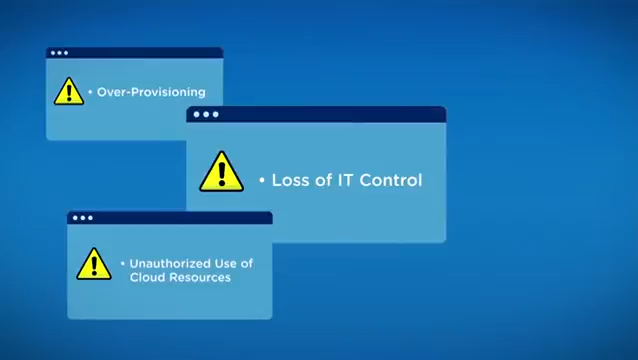 • Over-Provisioning
• Loss of IT Control
• Unauthorized Use of
Cloud Resources